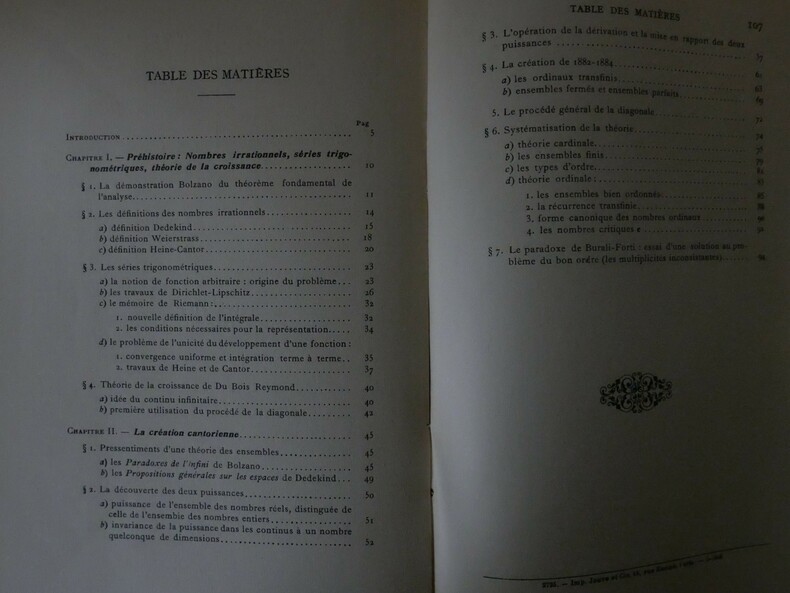 TABLE DES MATIÈRES
Pag
INTRODUCTION 5
CHAPITRE I. — Préhistoire : Nombres irrationnels, séries trigo-
nométriques, théorie de la croissance 10
§ 1. La démonstration Bolzano du théorème fondamental de
l'analyse 11
§ 2. Les définitions des nombres irrationnels 14
a) définition Dedekind 15
b) définition Weierstrass 18
c) définition Heine-Cantor 20
§ 3. Les séries trigonométriques 23
a) la notion de fonction arbitraire : origine du problème 23
b) les travaux de Dirichlet-Lipschitz 26
c) le mémoire de Riemann : 32
1. nouvelle définition de l'intégrale 32
2. les conditions nécessaires pour la représentation 34
d) le problème de l'unicité du développement d'une fonction :
1. convergence uniforme et intégration terme à terme 35
2. travaux de Heine et de Cantor 37
§ 4. Théorie de la croissance de Du Bois Reymond 40
a) idée du continu infinitaire 40
b) première utilisation du procédé de la diagonale 42
CHAPITRE II. — La création cantorienne 45
§ 1. Pressentiments d'une théorie des ensembles 45
a) les Paradoxes de l'infini de Bolzano 45
b) les Propositions générales sur les espaces de Dedekind 49
§ 2. La découverte des deux puissances 50
a) puissance de l'ensemble des nombres réels, distinguée de
celle de l'ensemble des nombres entiers 51
b) invariance de la puissance dans les continus à un nombre
quelconque de dimensions 52
TABLE DES MATIÈRES 107
§ 3. L'opération de la dérivation et la mise en rapport des deux
puissances 57
§ 4. La création de 1882-1884
a) les ordinaux transfinis
b) ensembles fermés et ensembles parfaits
5. Le procédé général de la diagonale
§ 6. Systématisation de la théorie
a) théorie cardinale
b) les ensembles finis
c) les types d'ordre
d) théorie ordinale :
1. les ensembles bien ordonnés
2. la récurrence transfinie
3. forme canonique des nombres ordinaux
4. les nombres critiques ε
§ 7. Le paradoxe de Burali-Forti : essai d'une solution au pro-
blème du bon ordre (les multiplicités inconsistantes)